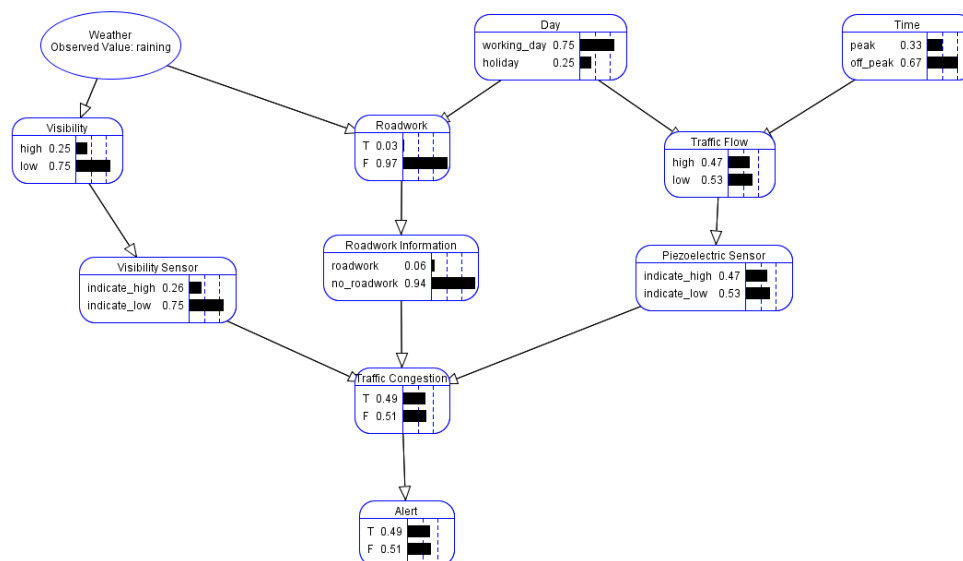 Weather
Observed Value: raining
Day
working_day 0.75
holiday 0.25
Time
peak 0.33
off_peak 0.67
Visibility
high 0.25
low 0.75
Roadwork
T 0.03
F 0.97
Traffic Flow
high 0.47
low 0.53
Visibility Sensor
indicate_high 0.26
indicate_low 0.75
Roadwork Information
roadwork 0.06
no_roadwork 0.94
Piezoelectric Sensor
indicate_high 0.47
indicate_low 0.53
Traffic Congestion
T 0.49
F 0.51
Alert
T 0.49
F 0.51